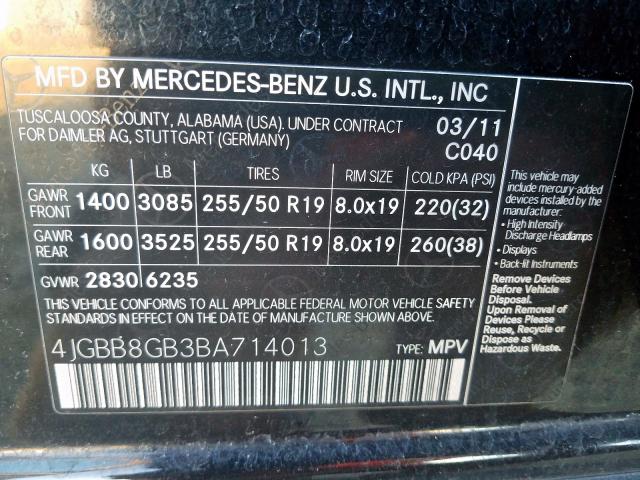 MFD BY MERCEDES-BENZ U.S. INTL., INC
TUSCALOOSA COUNTY, ALABAMA (USA). UNDER CONTRACT
FOR DAIMLER AG, STUTTGART (GERMANY)
03/11
C040
KG LB TIRES RIM SIZE COLD KPA (PSI)
GAWR FRONT 1400 3085 255/50 R19 8.0x19 220(32)
GAWR REAR 1600 3525 255/50 R19 8.0x19 260(38)
GVWR 2830 6235
THIS VEHICLE CONFORMS TO ALL APPLICABLE FEDERAL MOTOR VEHICLE SAFETY
STANDARDS IN EFFECT ON THE DATE OF MANUFACTURE SHOWN ABOVE.
4JGBB8GB3BA714013
TYPE: MPV
This vehicle may
include mercury-added
devices installed by the
manufacturer:
• High Intensity
Discharge Headlamps
• Displays
• Back-lit Instruments
Remove Devices
Before Vehicle
Disposal.
Upon Removal of
Devices Please
Reuse, Recycle or
Dispose as
Hazardous Waste.